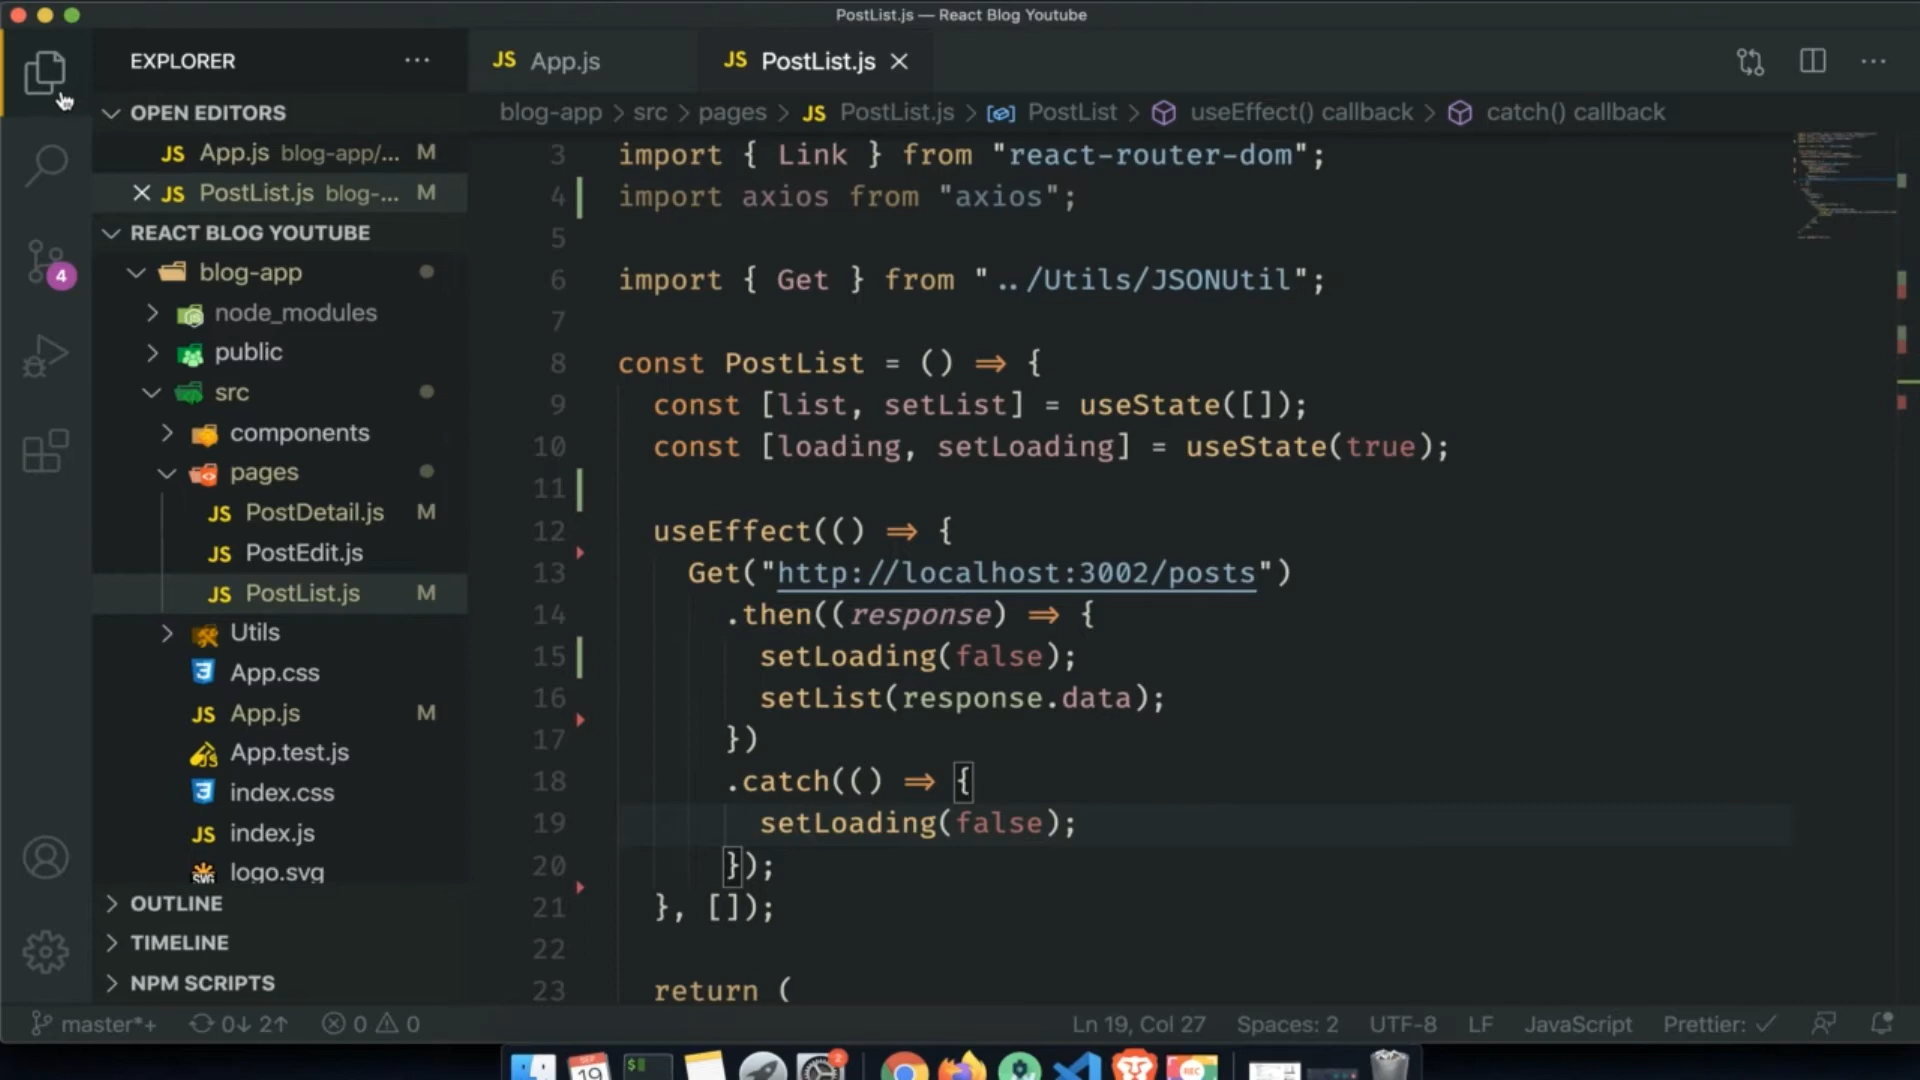 PostList.js — React Blog Youtube
EXPLORER
OPEN EDITORS
JS App.js blog-app/... M
JS PostList.js blog-... M
REACT BLOG YOUTUBE
blog-app
node_modules
public
src
components
pages
JS PostDetail.js M
JS PostEdit.js
JS PostList.js M
Utils
App.css
JS App.js M
App.test.js
index.css
JS index.js
logo.svg
OUTLINE
TIMELINE
NPM SCRIPTS
4
JS App.js
JS PostList.js
blog-app > src > pages > JS PostList.js > PostList > useEffect() callback > catch() callback
3 import { Link } from "react-router-dom";
4 import axios from "axios";
5
6 import { Get } from "../Utils/JSONUtil";
7
8 const PostList = () => {
9 const [list, setList] = useState([]);
10 const [loading, setLoading] = useState(true);
11
12 useEffect(() => {
13 Get("http://localhost:3002/posts")
14 .then((response) => {
15 setLoading(false);
16 setList(response.data);
17 })
18 .catch(() => {
19 setLoading(false);
20 });
21 }, []);
22
23 return (
master*+ 0↓ 2↑ 0 0
Ln 19, Col 27 Spaces: 2 UTF-8 LF JavaScript Prettier: ✓
SEP
19
$
2
REC